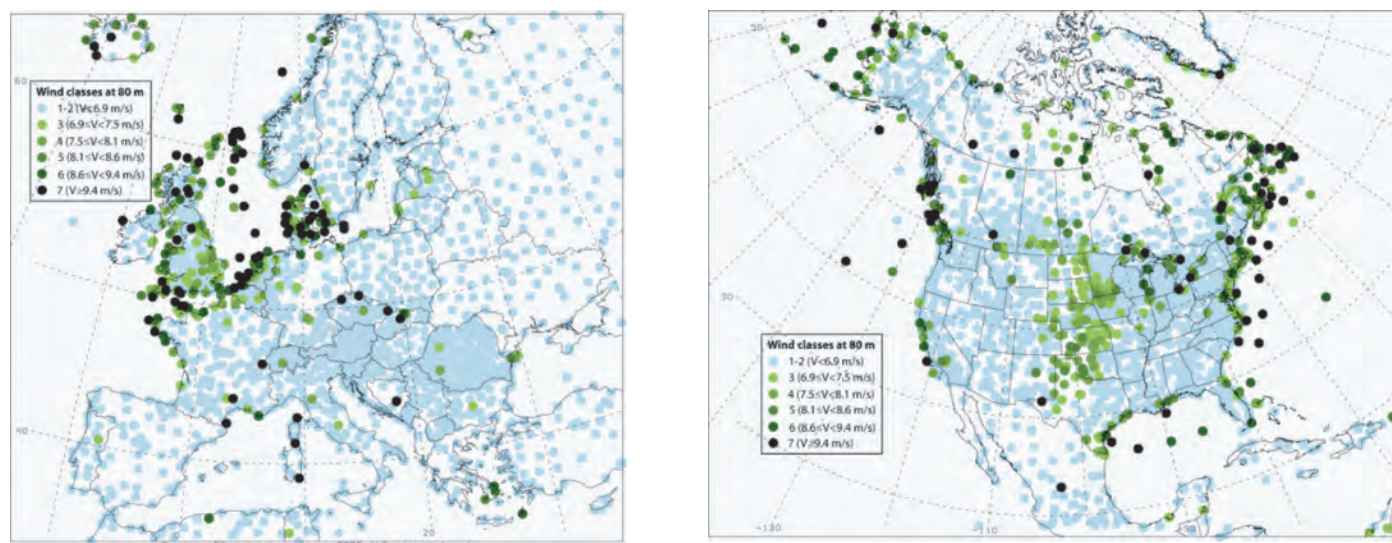 60
Wind classes at 80 m
1-2 (V<6.9 m/s)
3 (6.9≤V<7.5 m/s)
4 (7.5≤V<8.1 m/s)
5 (8.1≤V<8.6 m/s)
6 (8.6≤V<9.4 m/s)
7 (V≥9.4 m/s)
40
20
50
30
Wind classes at 80 m
1-2 (V<6.9 m/s)
3 (6.9≤V<7.5 m/s)
4 (7.5≤V<8.1 m/s)
5 (8.1≤V<8.6 m/s)
6 (8.6≤V<9.4 m/s)
7 (V≥9.4 m/s)
-130
-110